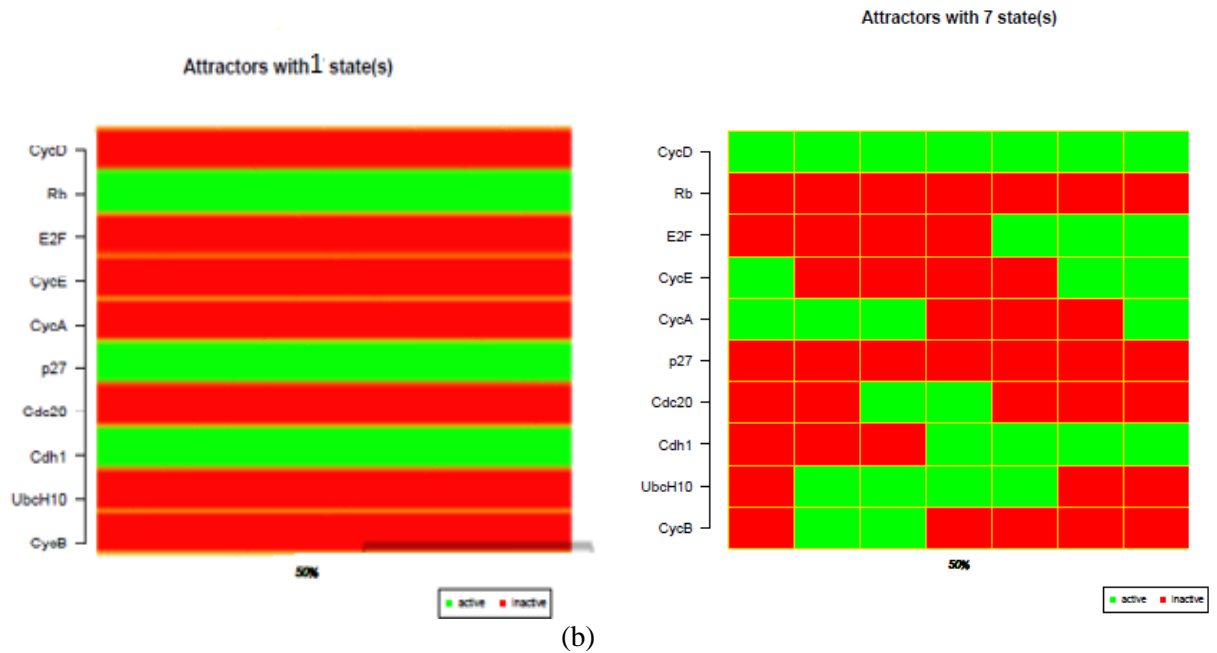 Attractors with 1 state(s)
CycD
Rb
E2F
CycE
CycA
p27
Cdc20
Cdh1
UbcH10
CycB
50%
active inactive
Attractors with 7 state(s)
CycD
Rb
E2F
CycE
CycA
p27
Cdc20
Cdh1
UbcH10
CycB
50%
active inactive
(b)